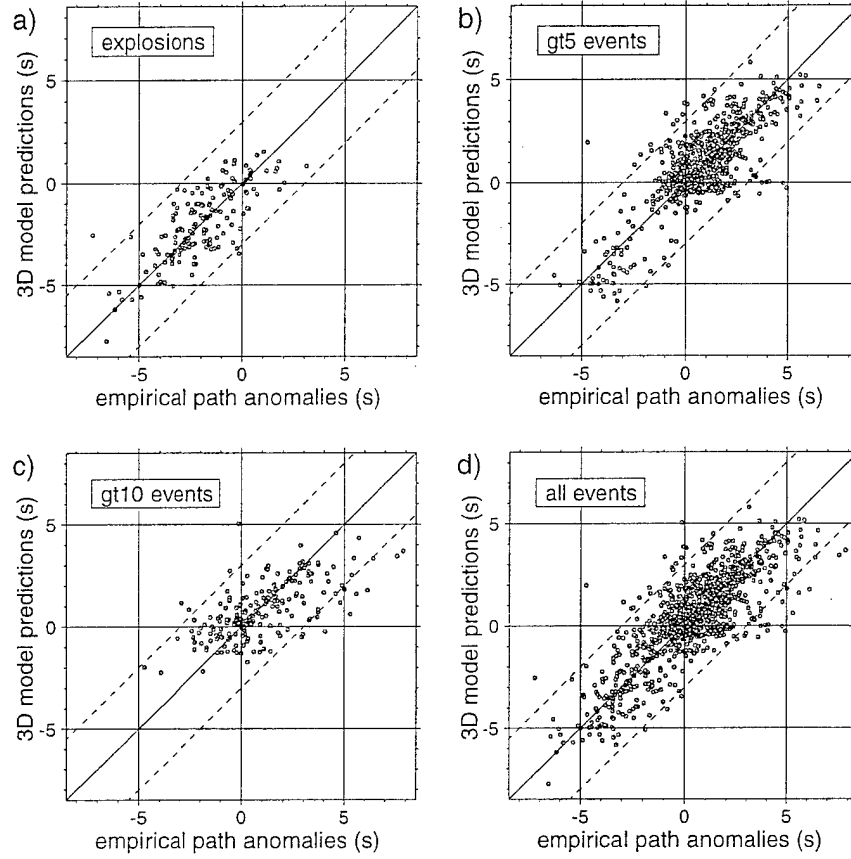 a)
explosions
3D model predictions (s)
5
0
-5
-5
0
5
empirical path anomalies (s)
b)
gt5 events
3D model predictions (s)
5
0
-5
-5
0
5
empirical path anomalies (s)
c)
gt10 events
3D model predictions (s)
5
0
-5
-5
0
5
empirical path anomalies (s)
d)
all events
3D model predictions (s)
5
0
-5
-5
0
5
empirical path anomalies (s)